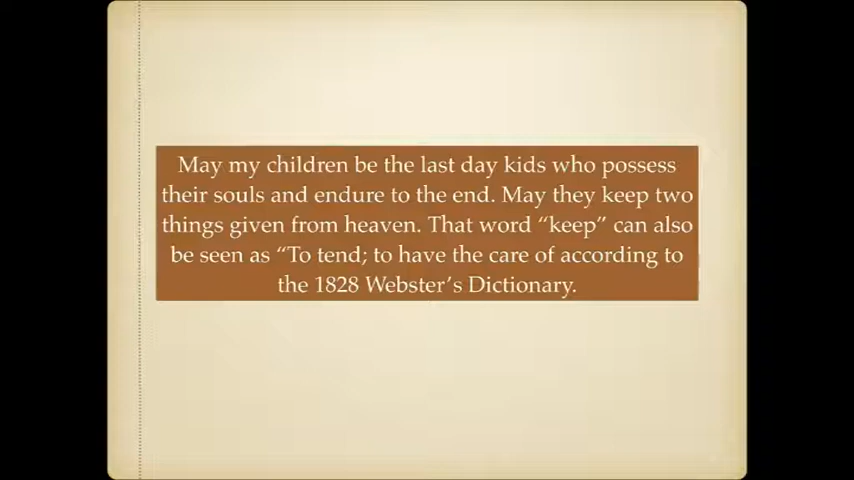 May my children be the last day kids who possess
their souls and endure to the end. May they keep two
things given from heaven. That word “keep” can also
be seen as “To tend; to have the care of according to
the 1828 Webster’s Dictionary.